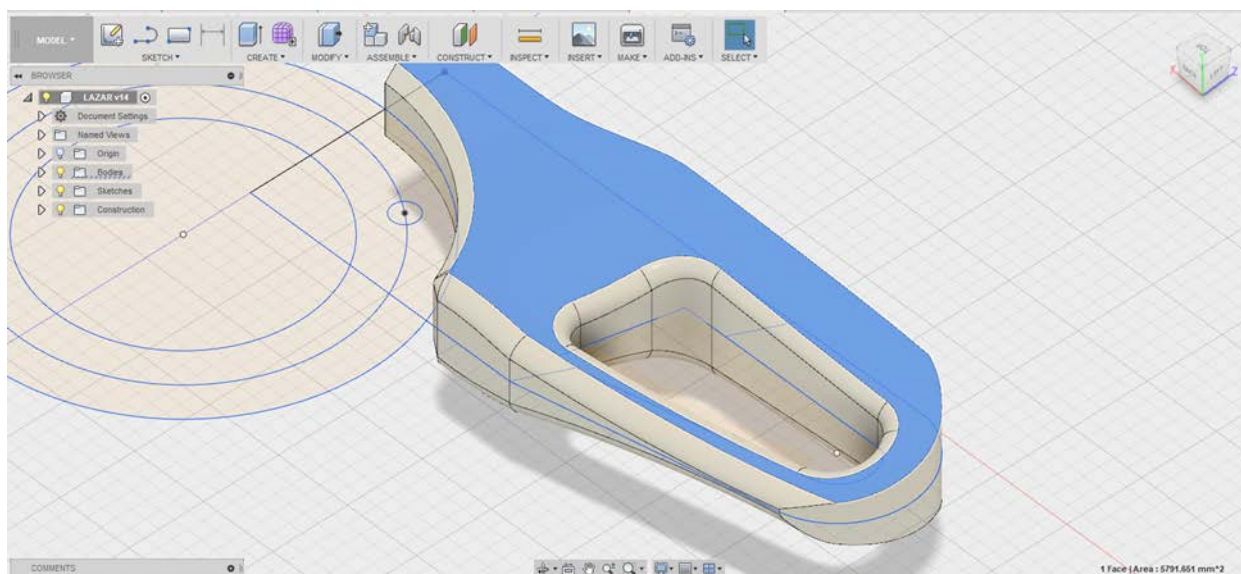 MODEL
SKETCH
CREATE
MODIFY
ASSEMBLE
CONSTRUCT
INSPECT
INSERT
MAKE
ADD-INS
SELECT
BROWSER
LAZAR v14
Document Settings
Named Views
Origin
Bodies
Sketches
Construction
X
Z
COMMENTS
1 Face | Area : 5791.651 mm^2